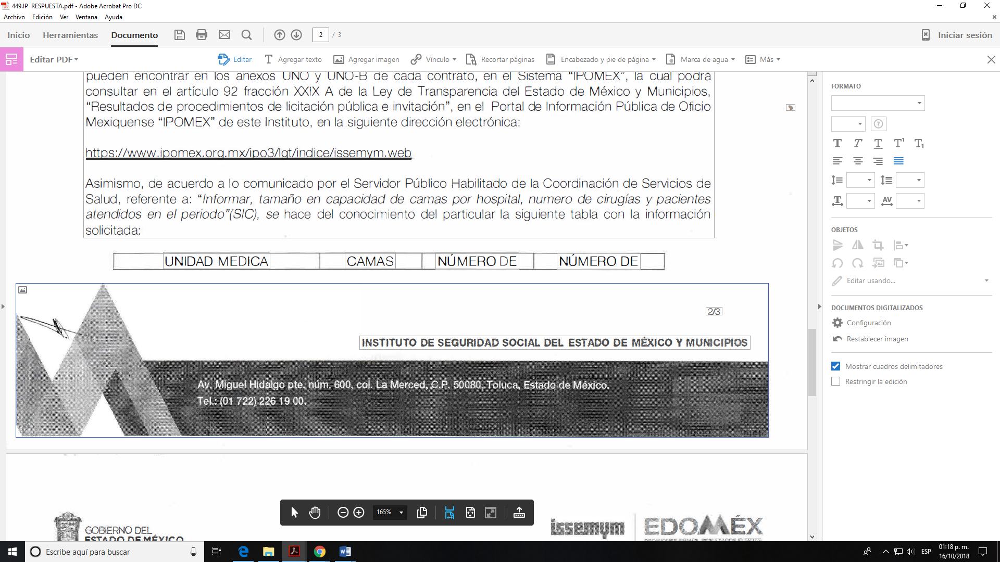 449.IP  RESPUESTA.pdf - Adobe Acrobat Pro DC
Archivo Edición Ver Ventana Ayuda
Inicio Herramientas Documento 2 / 3 Iniciar sesión
Editar PDF Editar Agregar texto Agregar imagen Vínculo Recortar páginas Encabezado y pie de página Marca de agua Más
pueden encontrar en los anexos UNO y UNO-B de cada contrato, en el Sistema “IPOMEX”, la cual podrá
consultar en el artículo 92 fracción XXIX A de la Ley de Transparencia del Estado de México y Municipios,
“Resultados de procedimientos de licitación pública e invitación”, en el Portal de Información Pública de Oficio
Mexiquense “IPOMEX” de este Instituto, en la siguiente dirección electrónica:
https://www.ipomex.org.mx/ipo3/lgt/indice/issemym.web
Asimismo, de acuerdo a lo comunicado por el Servidor Público Habilitado de la Coordinación de Servicios de
Salud, referente a: “Informar, tamaño en capacidad de camas por hospital, numero de cirugías y pacientes
atendidos en el periodo”(SIC), se hace del conocimiento del particular la siguiente tabla con la información
solicitada:
UNIDAD MEDICA CAMAS NÚMERO DE NÚMERO DE
2/3
INSTITUTO DE SEGURIDAD SOCIAL DEL ESTADO DE MÉXICO Y MUNICIPIOS
Av. Miguel Hidalgo pte. núm. 600, col. La Merced, C.P. 50080, Toluca, Estado de México.
Tel.: (01 722) 226 19 00.
GOBIERNO DEL
ESTADO DE MÉXICO
issemym
EDOMÉX
DECISIONES FIRMES, RESULTADOS FUERTES
165%
FORMATO
OBJETOS
Editar usando...
DOCUMENTOS DIGITALIZADOS
Configuración
Restablecer imagen
Mostrar cuadros delimitadores
Restringir la edición
Escribe aquí para buscar
ESP
01:18 p. m.
16/10/2018